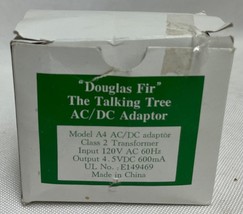 "Douglas Fir"
The Talking Tree
AC/DC Adaptor
Model A4 AC/DC adaptor
Class 2 Transformer
Input 120V AC 60Hz
Output 4.5VDC 600mA
UL No.: E149469
Made in China